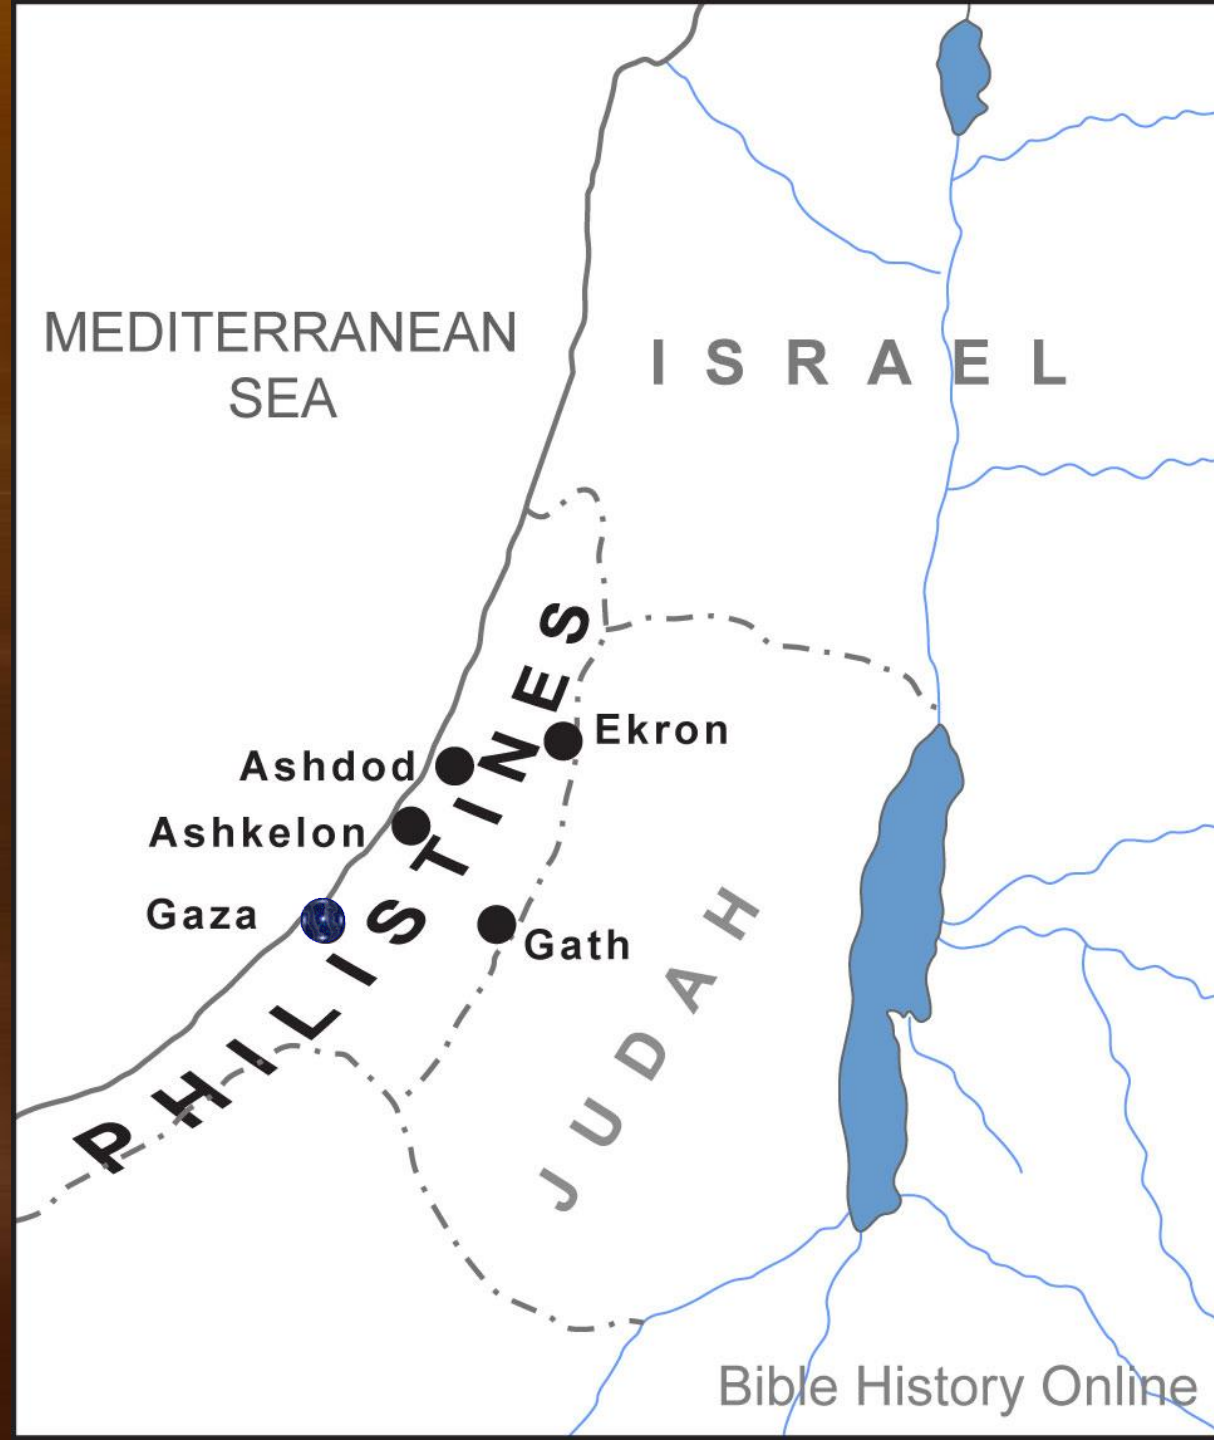 MEDITERRANEAN
SEA
ISRAEL
PHILISTINES
Ekron
Ashdod
Ashkelon
Gaza
Gath
JUDAH
Bible History Online